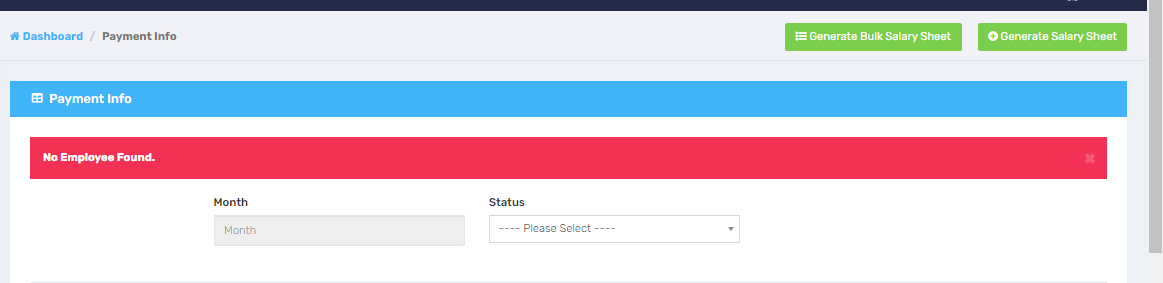 Dashboard / Payment Info
Generate Bulk Salary Sheet
Generate Salary Sheet
Payment Info
No Employee Found.
Month
Status
Month
---- Please Select ----